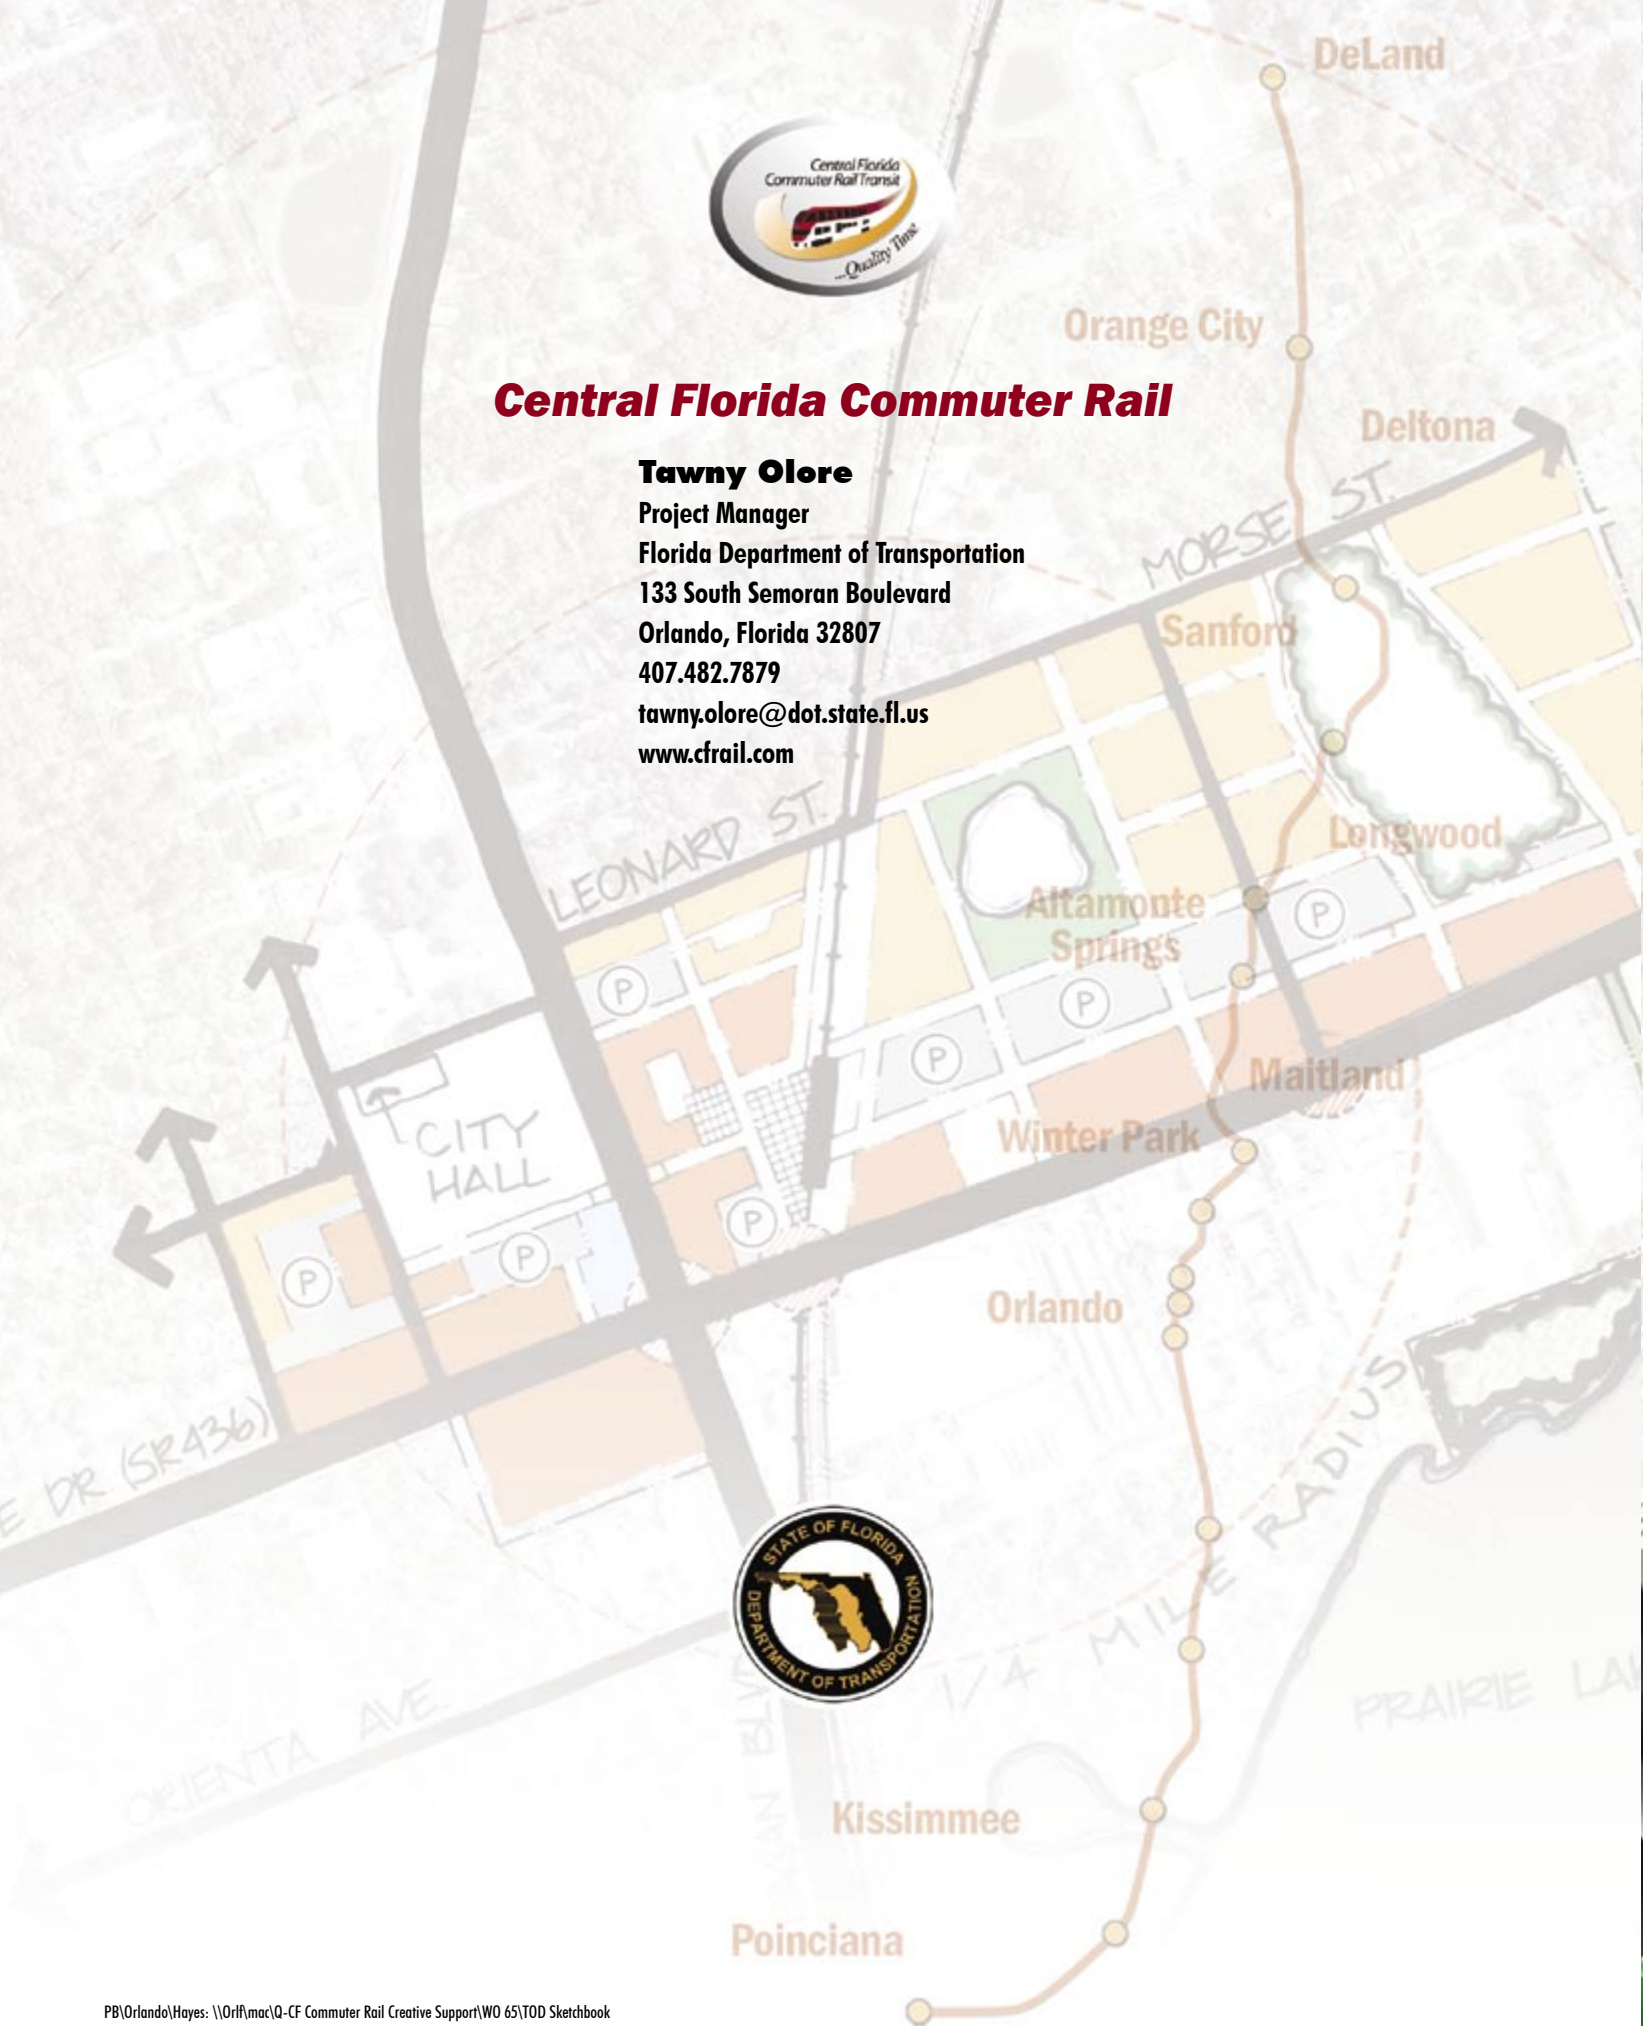 DeLand
Central Florida
Commuter Rail Transit
...Quality Time
Orange City
Central Florida Commuter Rail
Deltona
Tawny Olore
Project Manager
Florida Department of Transportation
133 South Semoran Boulevard
Orlando, Florida 32807
407.482.7879
tawny.olore@dot.state.fl.us
www.cfrail.com
MORSE ST.
Sanford
LEONARD ST.
Longwood
Altamonte
Springs
P
P
P
P
Maitland
CITY
HALL
Winter Park
P
P
P
Orlando
E DR (SR436)
1/4 MILE RADIUS
STATE OF FLORIDA
DEPARTMENT OF TRANSPORTATION
PRAIRIE
ORIENTA AVE.
Kissimmee
Poinciana
PB\Orlando\Hayes: \\Orlf\mac\Q-CF Commuter Rail Creative Support\WO 65\TOD Sketchbook